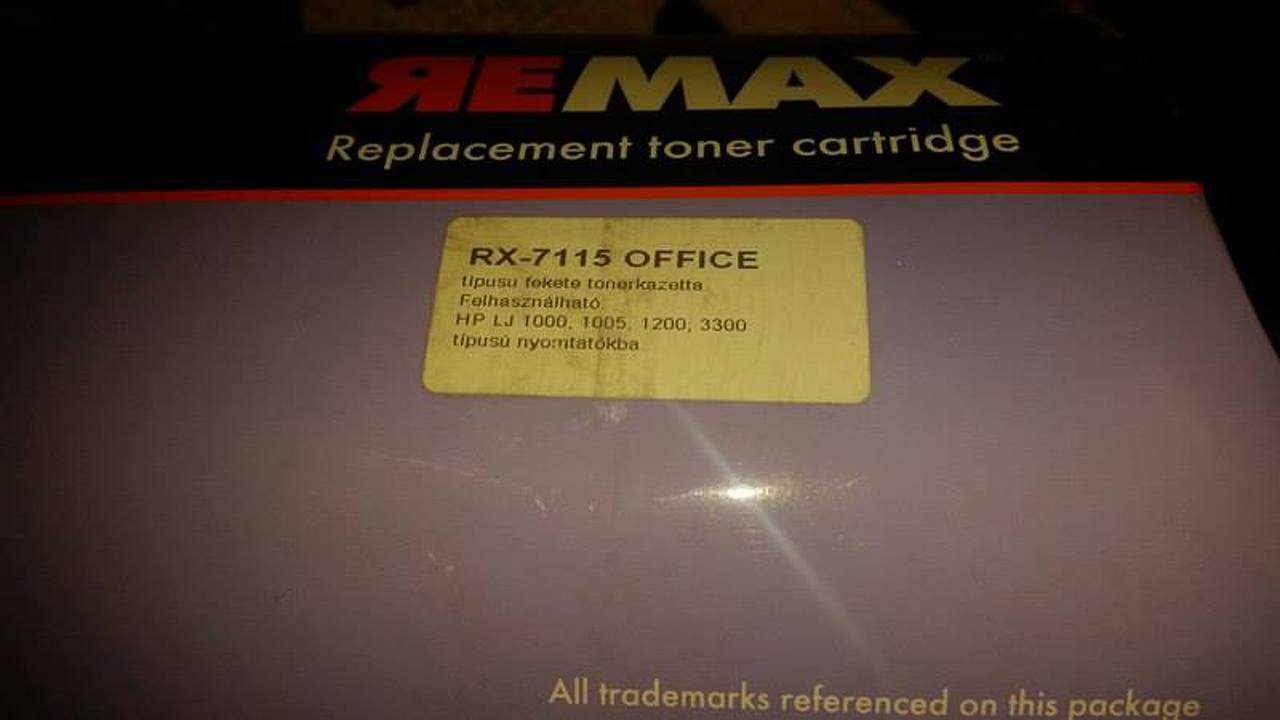 REMAX
Replacement toner cartridge
RX-7115 OFFICE
típusú fekete tonerkazetta
Felhasználható:
HP LJ 1000, 1005, 1200, 3300
típusú nyomtatókba
All trademarks referenced on this package